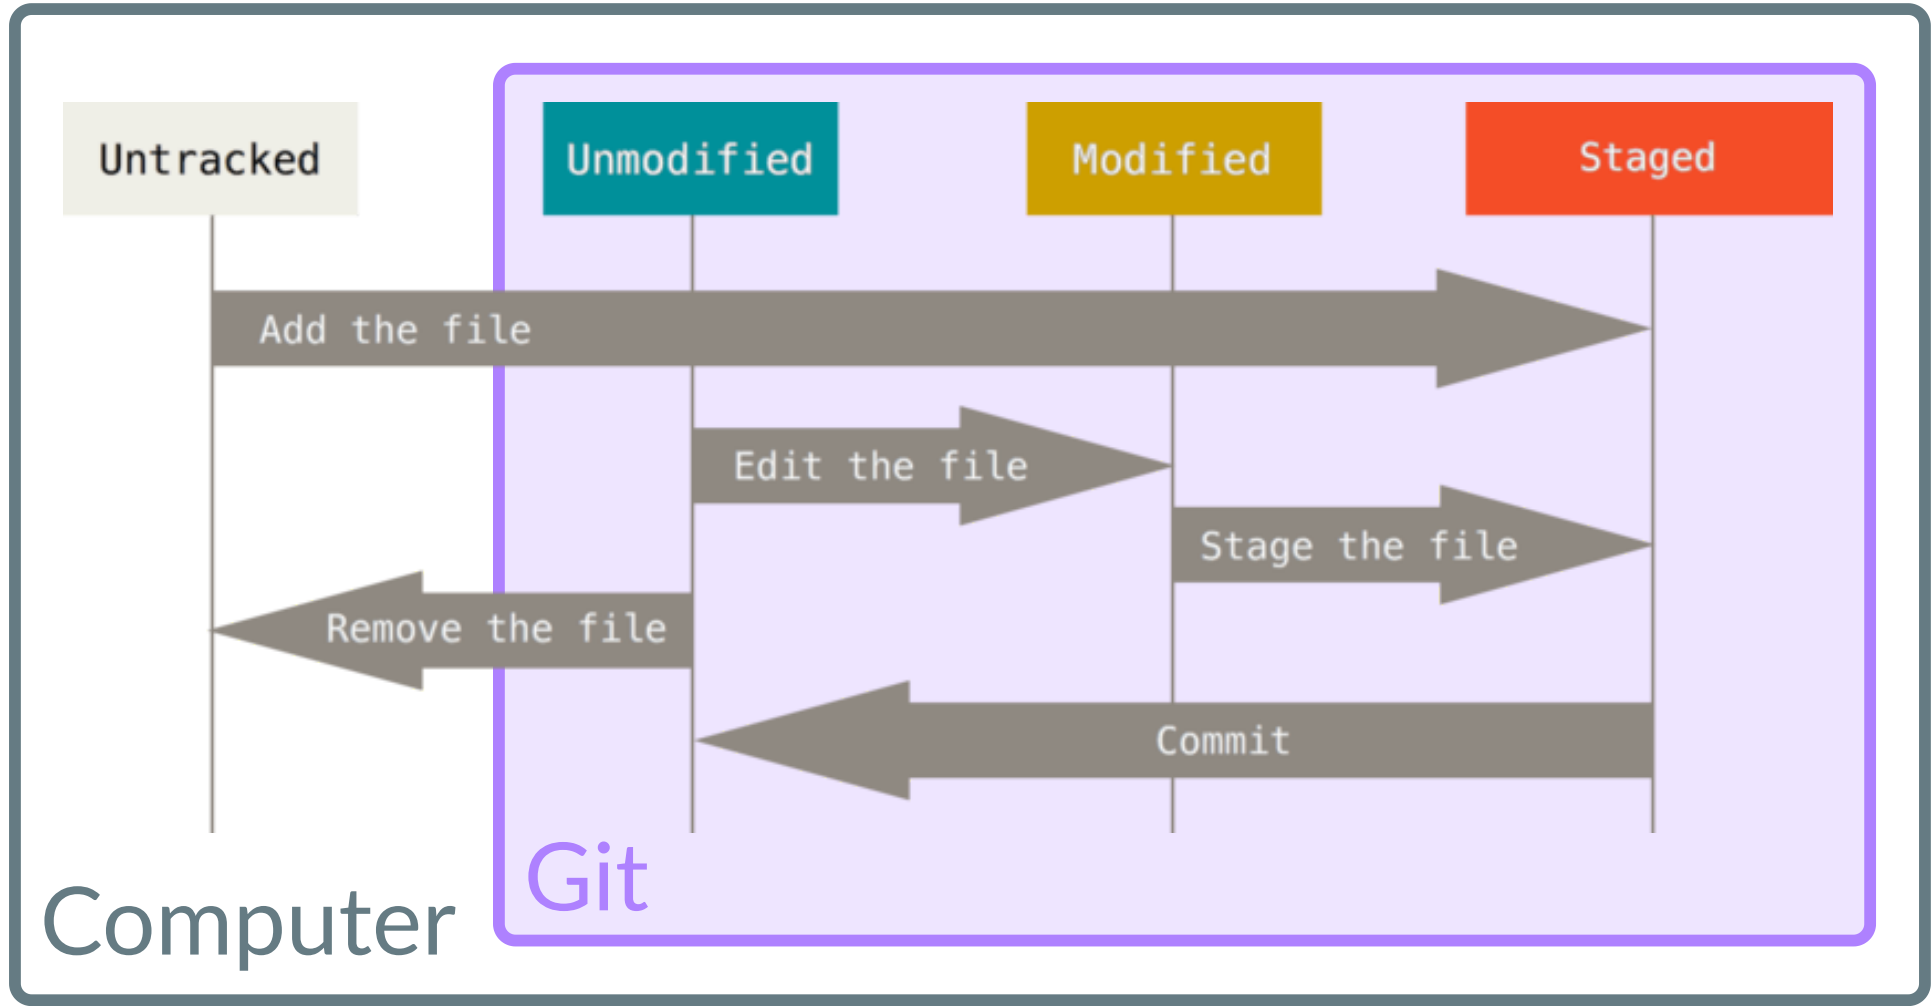 Untracked
Unmodified
Modified
Staged
Add the file
Edit the file
Stage the file
Remove the file
Commit
Git
Computer